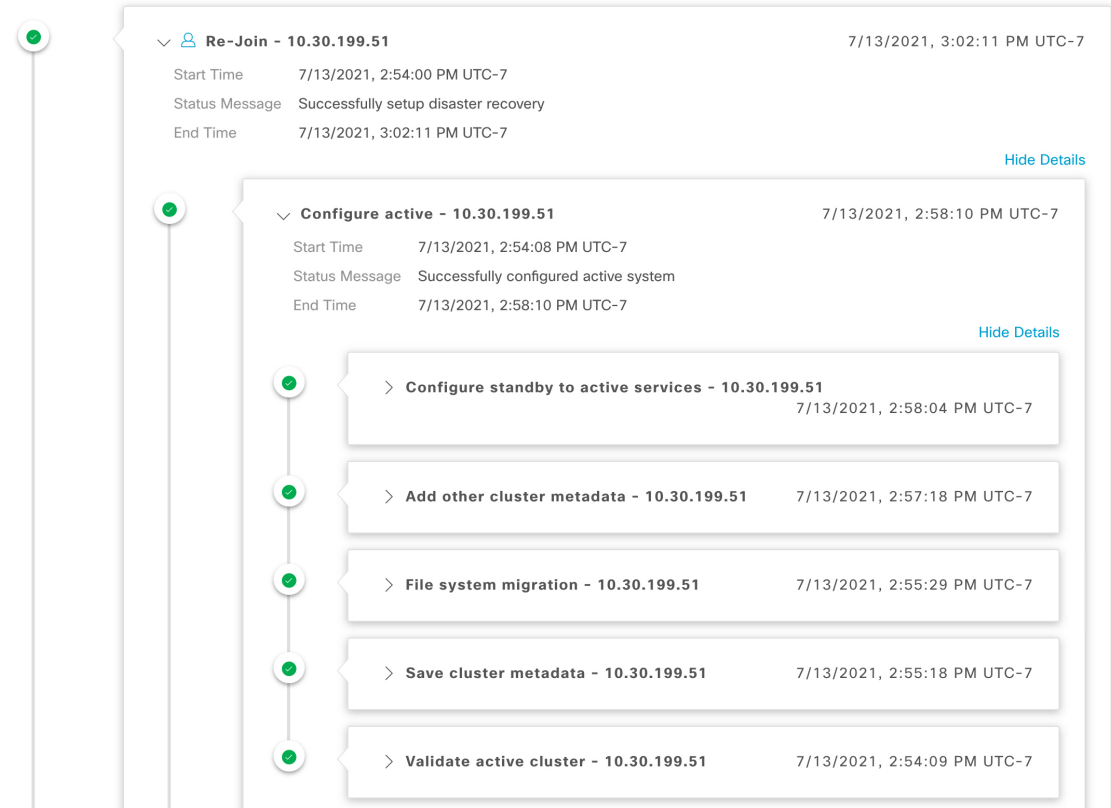 Re-Join - 10.30.199.51 7/13/2021, 3:02:11 PM UTC-7
Start Time 7/13/2021, 2:54:00 PM UTC-7
Status Message Successfully setup disaster recovery
End Time 7/13/2021, 3:02:11 PM UTC-7
Hide Details
Configure active - 10.30.199.51 7/13/2021, 2:58:10 PM UTC-7
Start Time 7/13/2021, 2:54:08 PM UTC-7
Status Message Successfully configured active system
End Time 7/13/2021, 2:58:10 PM UTC-7
Hide Details
Configure standby to active services - 10.30.199.51
7/13/2021, 2:58:04 PM UTC-7
Add other cluster metadata - 10.30.199.51 7/13/2021, 2:57:18 PM UTC-7
File system migration - 10.30.199.51 7/13/2021, 2:55:29 PM UTC-7
Save cluster metadata - 10.30.199.51 7/13/2021, 2:55:18 PM UTC-7
Validate active cluster - 10.30.199.51 7/13/2021, 2:54:09 PM UTC-7